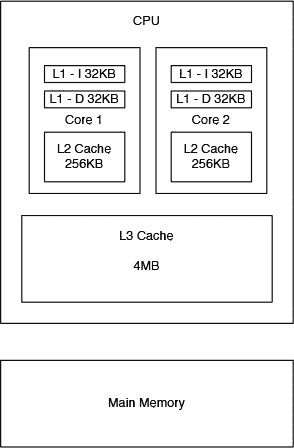 CPU
L1 - I 32KB
L1 - D 32KB
Core 1
L2 Cache
256KB
L1 - I 32KB
L1 - D 32KB
Core 2
L2 Cache
256KB
L3 Cache
4MB
Main Memory